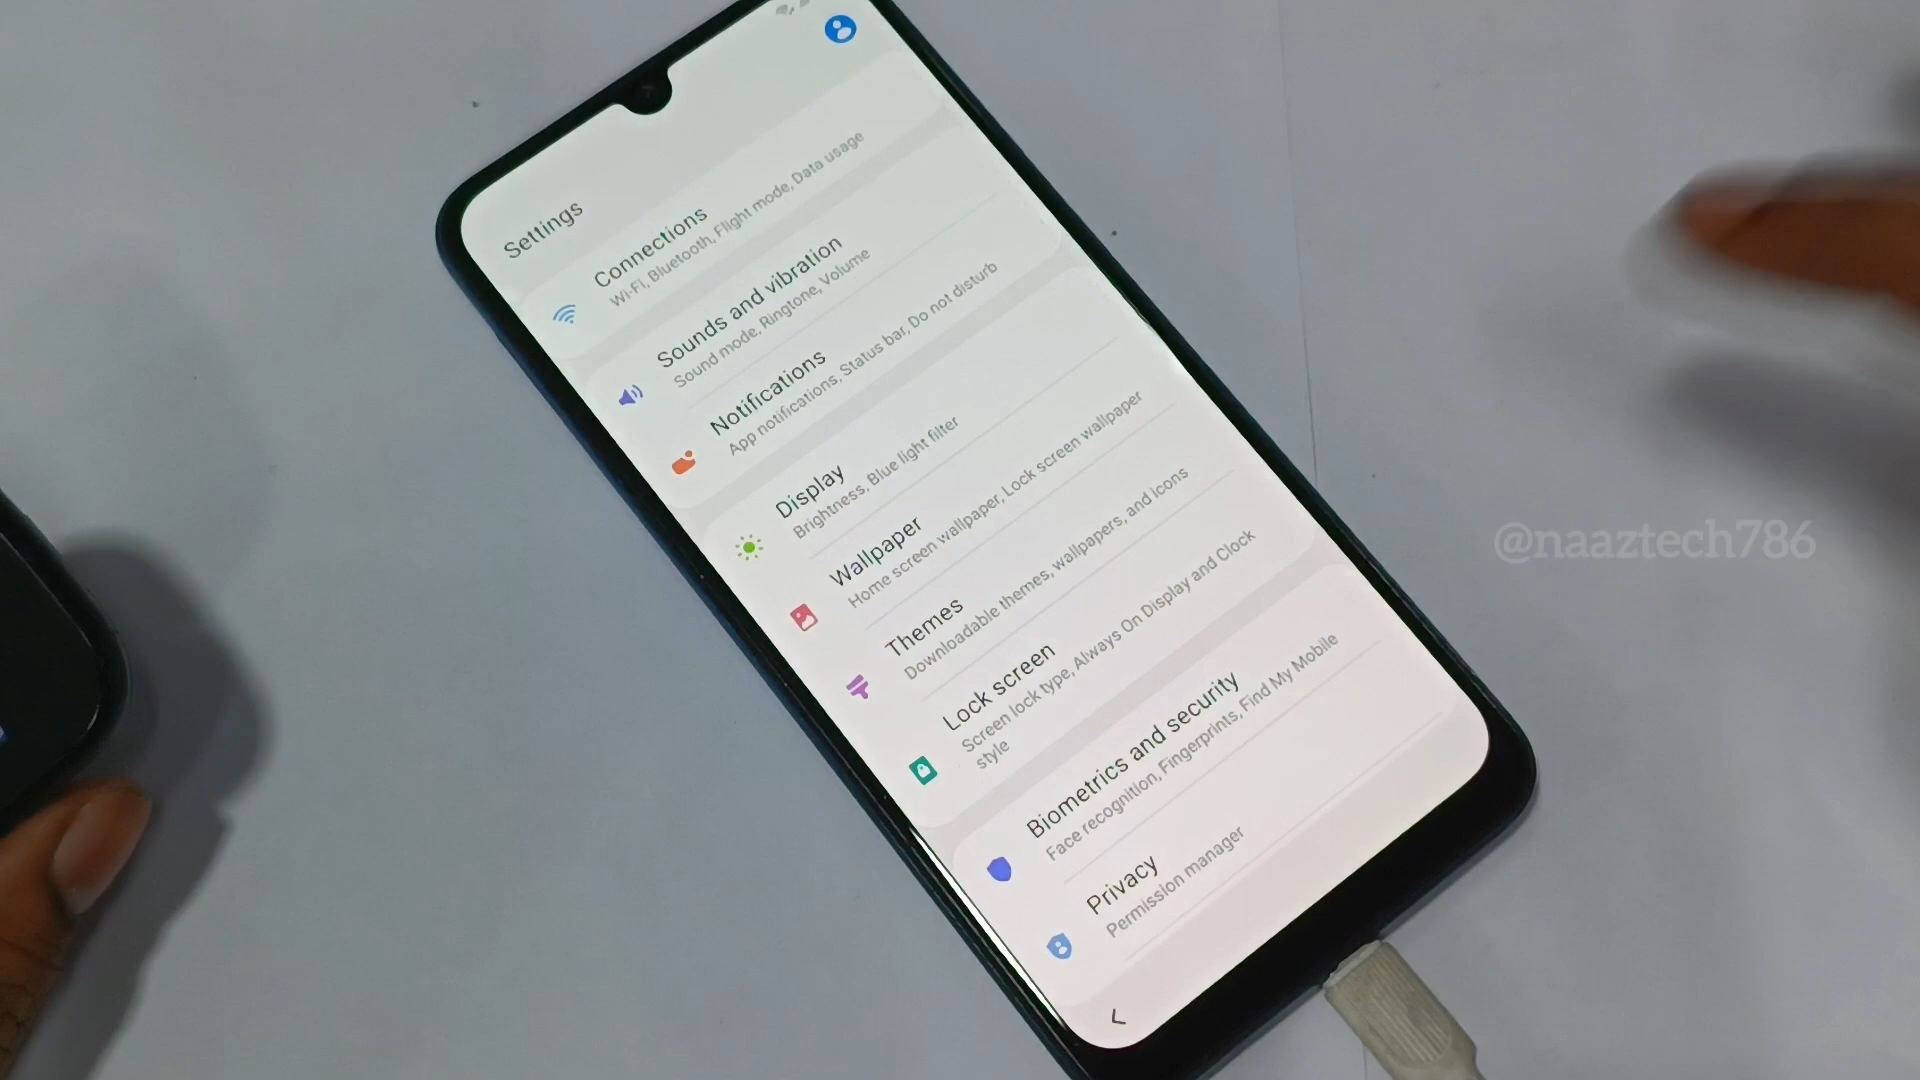 Settings
Connections
Wi-Fi, Bluetooth, Flight mode, Data usage
Sounds and vibration
Sound mode, Ringtone, Volume
Notifications
App notifications, Status bar, Do not disturb
Display
Brightness, Blue light filter
Wallpaper
Home screen wallpaper, Lock screen wallpaper
Themes
Downloadable themes, wallpapers, and icons
Lock screen
Screen lock type, Always On Display and Clock
style
Biometrics and security
Face recognition, Fingerprints, Find My Mobile
Privacy
Permission manager
@naaztech786